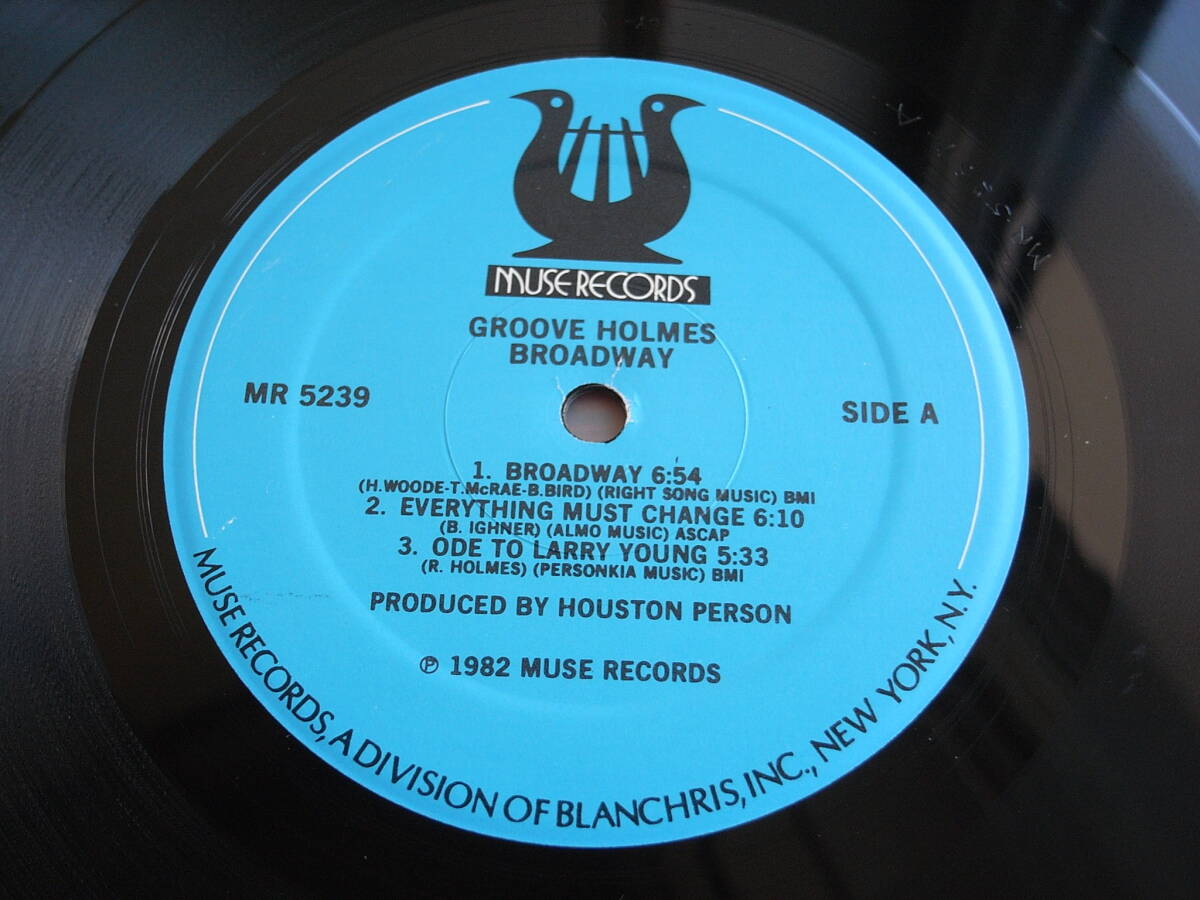 MUSE RECORDS
GROOVE HOLMES
BROADWAY
MR 5239
SIDE A
1. BROADWAY 6:54
(H.WOODE-T.McRAE-B.BIRD) (RIGHT SONG MUSIC) BMI
2. EVERYTHING MUST CHANGE 6:10
(B. IGHNER) (ALMO MUSIC) ASCAP
3. ODE TO LARRY YOUNG 5:33
(R. HOLMES) (PERSONKIA MUSIC) BMI
PRODUCED BY HOUSTON PERSON
℗ 1982 MUSE RECORDS
MUSE RECORDS, A DIVISION OF BLANCHRIS, INC., NEW YORK, N.Y.